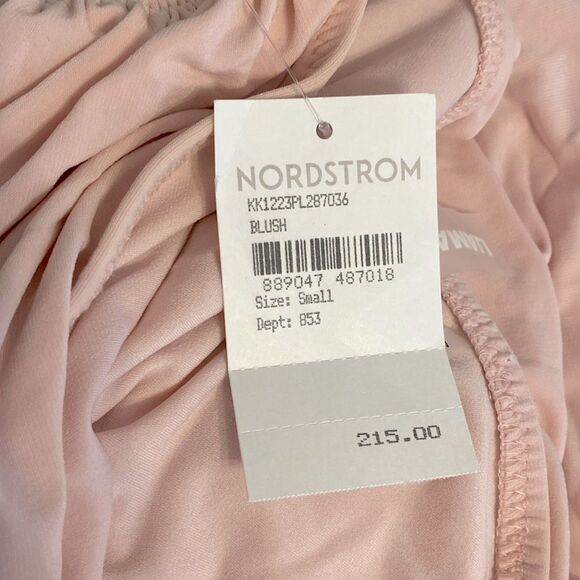 NORDSTROM
KK1223PL287036
BLUSH
889047 487018
Size: Small
Dept: 853
215.00